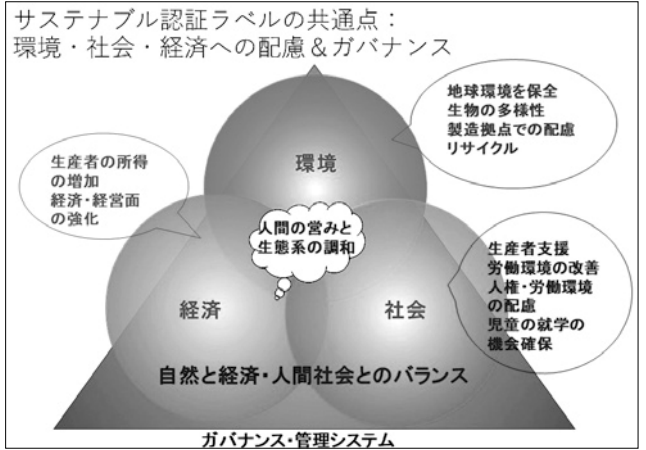 サステナブル認証ラベルの共通点：
環境・社会・経済への配慮＆ガバナンス
地球環境を保全
生物の多様性
製造拠点での配慮
リサイクル
環境
生産者の所得
の増加
経済・経営面
の強化
人間の営みと
生態系の調和
経済
社会
生産者支援
労働環境の改善
人権・労働環境
の配慮
児童の就学の
機会確保
自然と経済・人間社会とのバランス
ガバナンス・管理システム